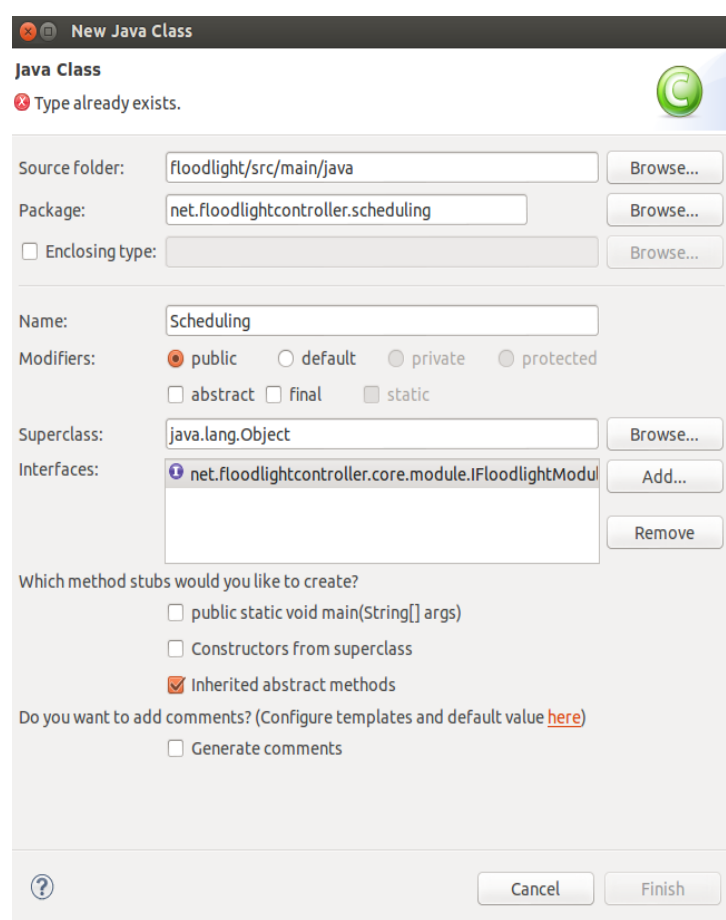 New Java Class
Java Class
Type already exists.
C
Source folder: floodlight/src/main/java Browse...
Package: net.floodlightcontroller.scheduling Browse...
Enclosing type: Browse...
Name: Scheduling
Modifiers: public default private protected
abstract final static
Superclass: java.lang.Object Browse...
Interfaces: I net.floodlightcontroller.core.module.IFloodlightModul Add...
Remove
Which method stubs would you like to create?
public static void main(String[] args)
Constructors from superclass
Inherited abstract methods
Do you want to add comments? (Configure templates and default value here)
Generate comments
? Cancel Finish